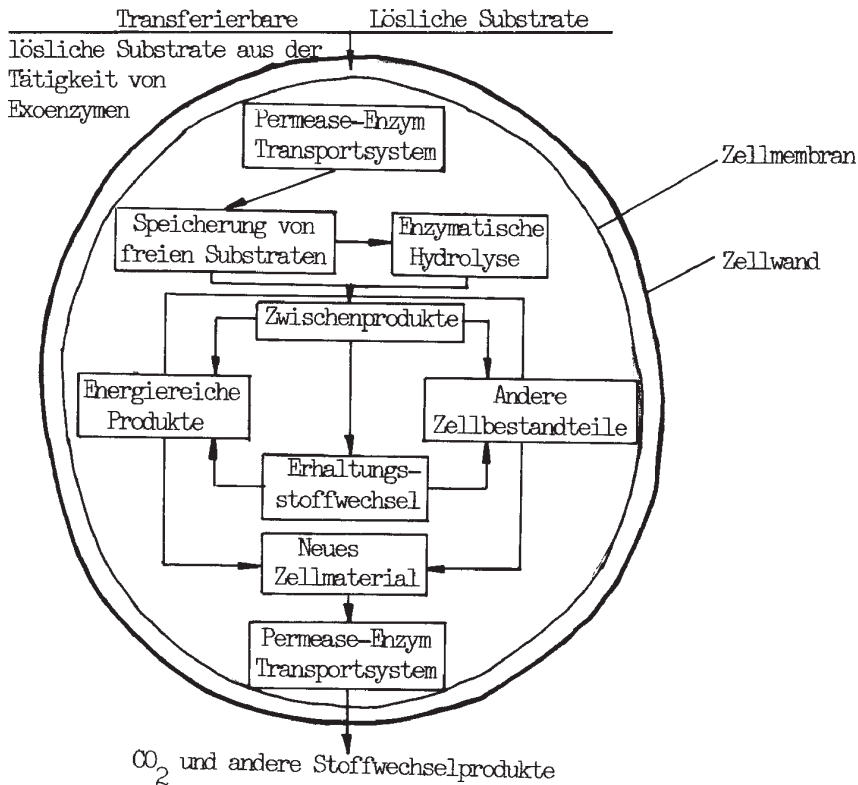 Transferierbare
Lösliche Substrate
lösliche Substrate aus der
Tätigkeit von
Exoenzymen
Permease-Enzym
Transportsystem
Zellmembran
Speicherung von
freien Substraten
Enzymatische
Hydrolyse
Zellwand
Zwischenprodukte
Energiereiche
Produkte
Andere
Zellbestandteile
Erhaltungs-
stoffwechsel
Neues
Zellmaterial
Permease-Enzym
Transportsystem
CO2 und andere Stoffwechselprodukte